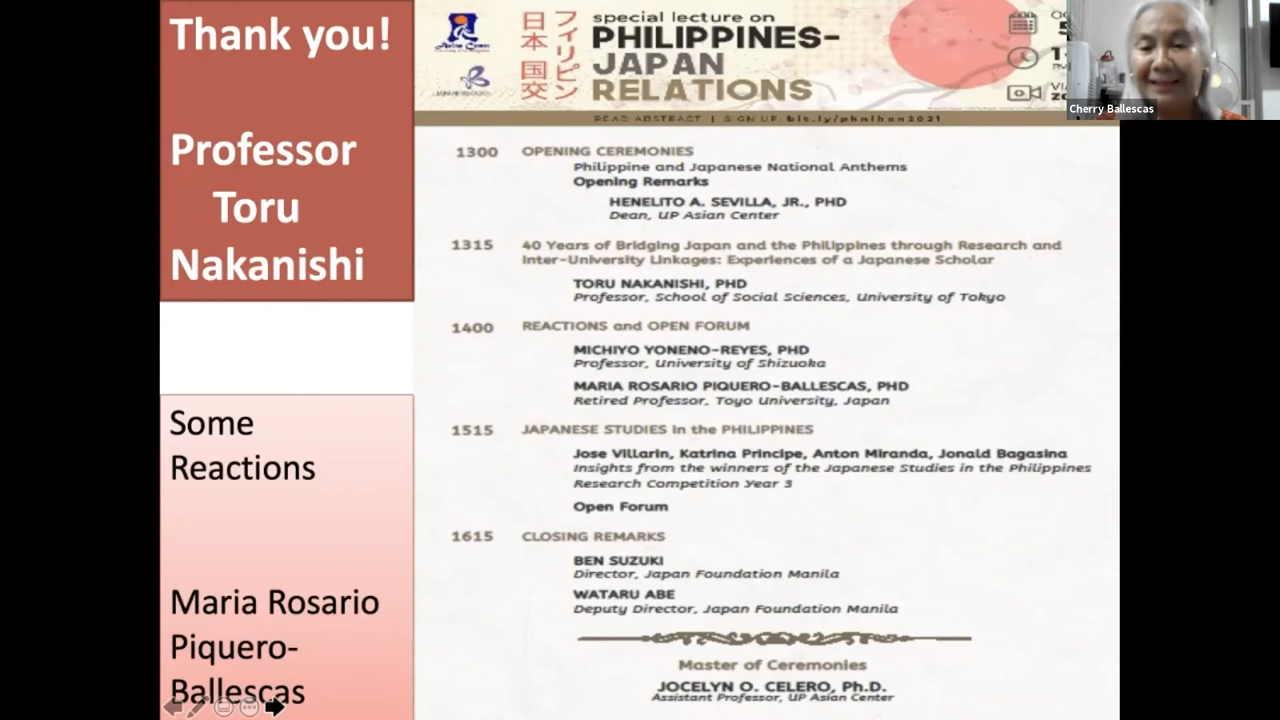 Thank you!
Professor
Toru
Nakanishi
Some
Reactions
Maria Rosario
Piquero-
Ballescas
日本国交
フィリピン
special lecture on
PHILIPPINES-
JAPAN
RELATIONS
READ ABSTRACT | SIGN UP: bit.ly/phnihon2021
Cherry Ballescas
1300 OPENING CEREMONIES
Philippine and Japanese National Anthems
Opening Remarks
HENELITO A. SEVILLA, JR., PHD
Dean, UP Asian Center
1315 40 Years of Bridging Japan and the Philippines through Research and
Inter-University Linkages: Experiences of a Japanese Scholar
TORU NAKANISHI, PHD
Professor, School of Social Sciences, University of Tokyo
1400 REACTIONS and OPEN FORUM
MICHIYO YONENO-REYES, PHD
Professor, University of Shizuoka
MARIA ROSARIO PIQUERO-BALLESCAS, PHD
Retired Professor, Toyo University, Japan
1515 JAPANESE STUDIES in the PHILIPPINES
Jose Villarin, Katrina Principe, Anton Miranda, Jonald Bagasina
Insights from the winners of the Japanese Studies in the Philippines
Research Competition Year 3
Open Forum
1615 CLOSING REMARKS
BEN SUZUKI
Director, Japan Foundation Manila
WATARU ABE
Deputy Director, Japan Foundation Manila
Master of Ceremonies
JOCELYN O. CELERO, Ph.D.
Assistant Professor, UP Asian Center